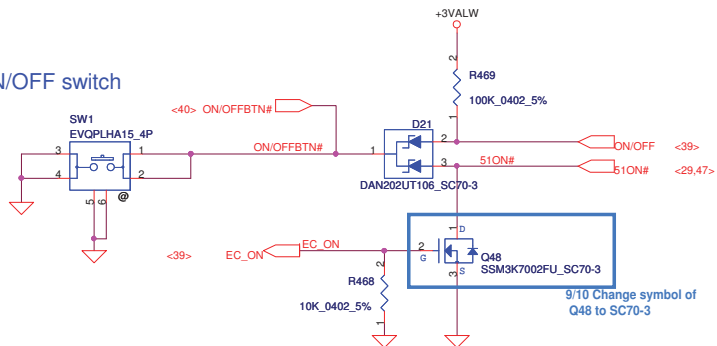 +3VALW
N/OFF switch
2
R469
100K_0402_5%
1
<40> ON/OFFBTN#
SW1
EVQPLHA15_4P
D21
3 1 ON/OFFBTN# 1 2 ON/OFF <39>
4 2 3 51ON# 51ON# <29,47>
DAN202UT106_SC70-3
5 6 @
1 D
<39> EC_ON EC_ON 2 G
Q48
SSM3K7002FU_SC70-3
3 S
2
R468
10K_0402_5%
1
9/10 Change symbol of
Q48 to SC70-3